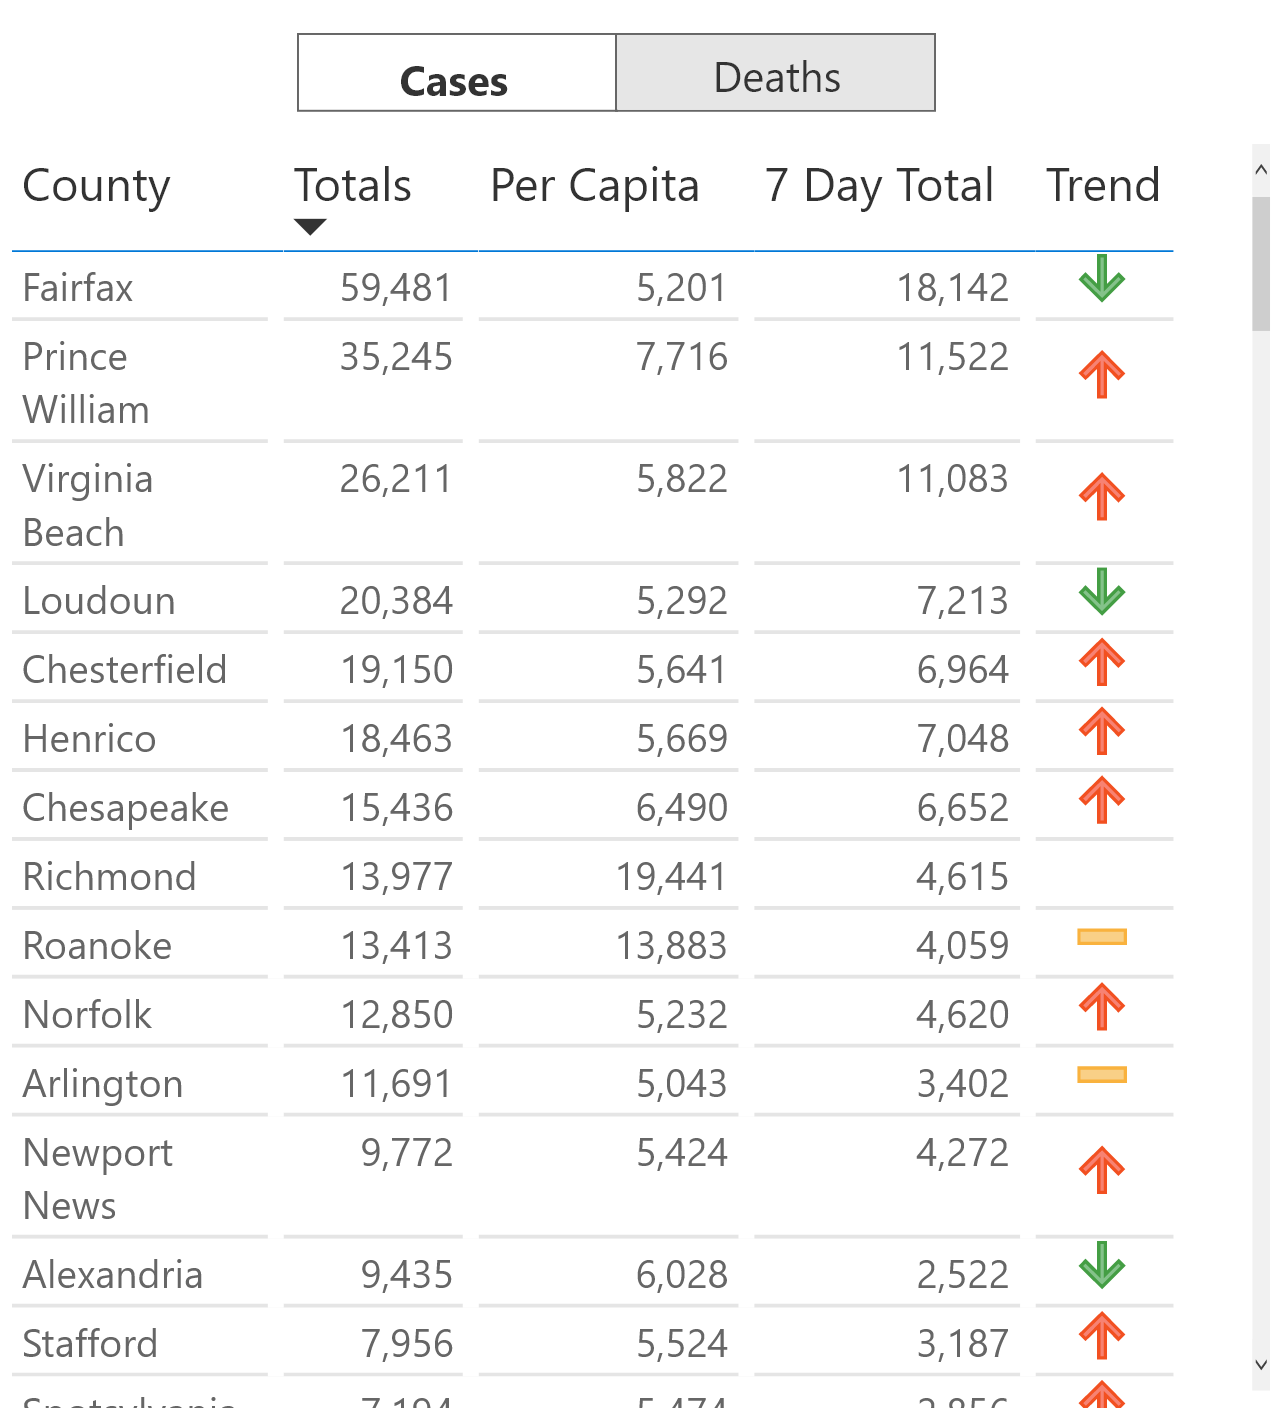 Cases Deaths
County Totals Per Capita 7 Day Total Trend
Fairfax 59,481 5,201 18,142
Prince 35,245 7,716 11,522
William
Virginia 26,211 5,822 11,083
Beach
Loudoun 20,384 5,292 7,213
Chesterfield 19,150 5,641 6,964
Henrico 18,463 5,669 7,048
Chesapeake 15,436 6,490 6,652
Richmond 13,977 19,441 4,615
Roanoke 13,413 13,883 4,059
Norfolk 12,850 5,232 4,620
Arlington 11,691 5,043 3,402
Newport 9,772 5,424 4,272
News
Alexandria 9,435 6,028 2,522
Stafford 7,956 5,524 3,187